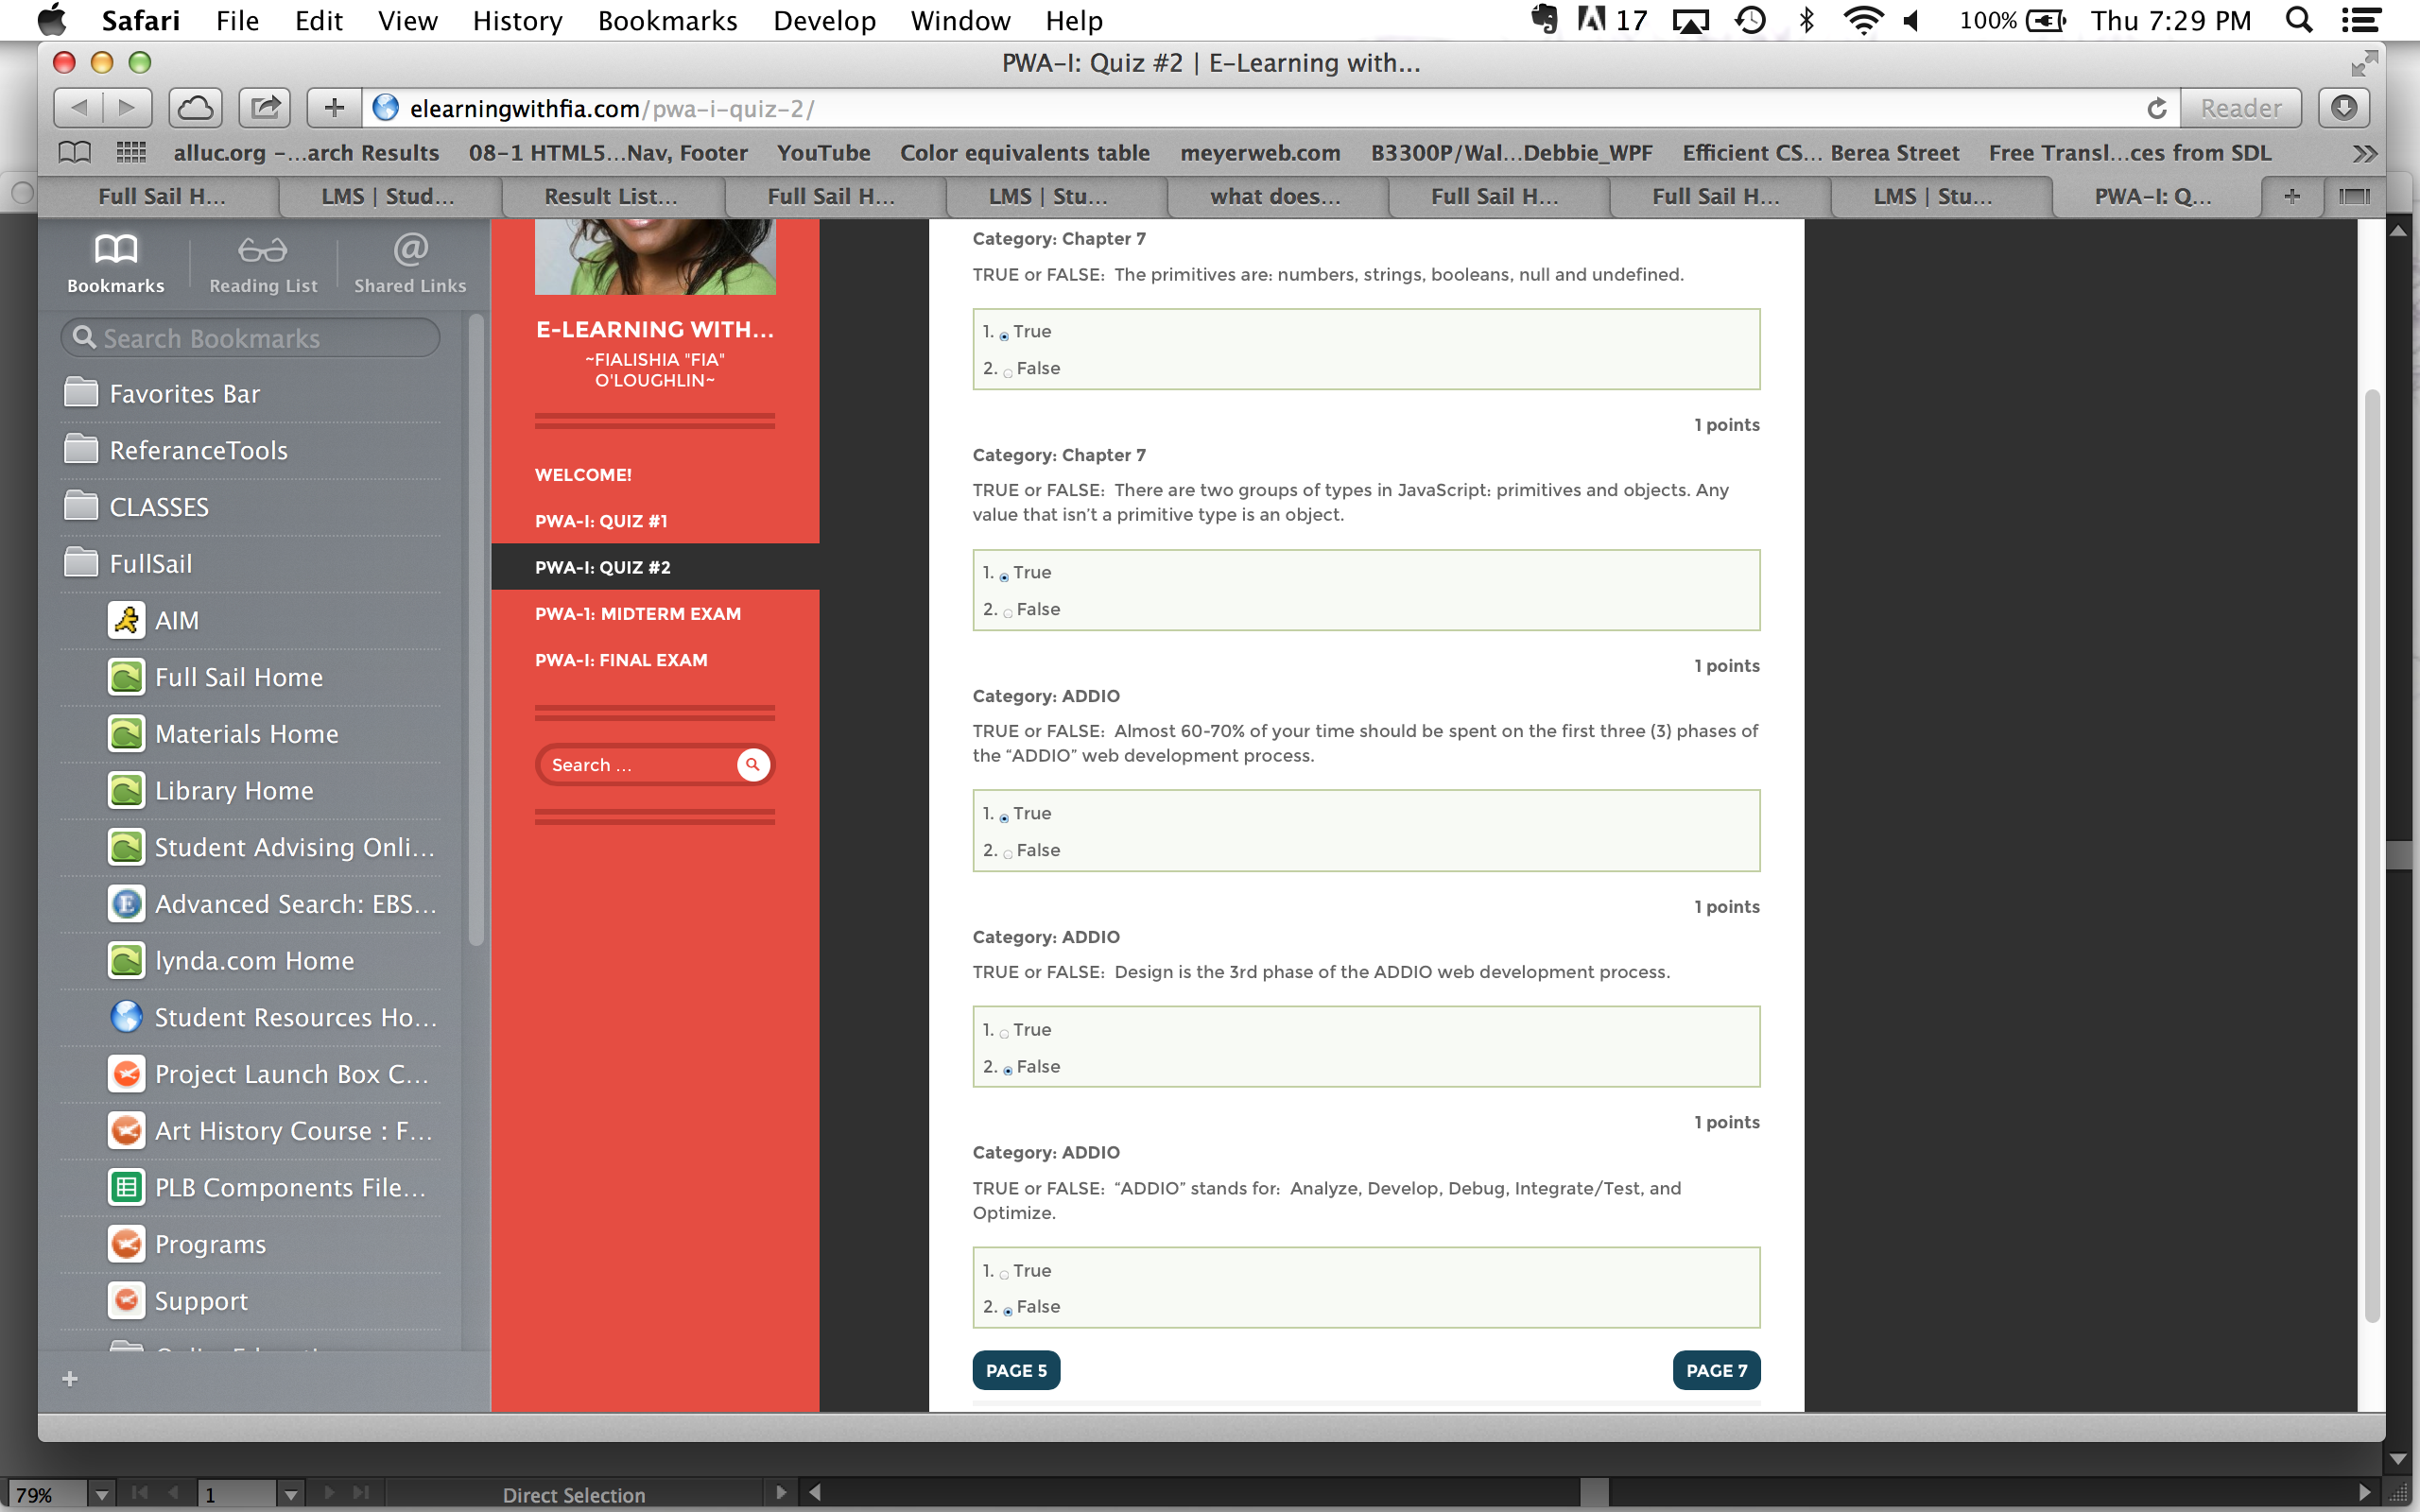 Safari File Edit View History Bookmarks Develop Window Help 17 100% Thu 7:29 PM
PWA-I: Quiz #2 | E-Learning with...
elearningwithfia.com/pwa-i-quiz-2/ Reader
alluc.org -...arch Results 08-1 HTML5...Nav, Footer YouTube Color equivalents table meyerweb.com B3300P/Wal...Debbie_WPF Efficient CS... Berea Street Free Transl...ces from SDL
Full Sail H... LMS | Stud... Result List... Full Sail H... LMS | Stu... what does... Full Sail H... Full Sail H... LMS | Stu... PWA-I: Q...
Bookmarks Reading List Shared Links
Search Bookmarks
Favorites Bar
ReferanceTools
CLASSES
FullSail
AIM
Full Sail Home
Materials Home
Library Home
Student Advising Onli...
Advanced Search: EBS...
lynda.com Home
Student Resources Ho...
Project Launch Box C...
Art History Course : F...
PLB Components File...
Programs
Support
E-LEARNING WITH...
~FIALISHIA "FIA"
O'LOUGHLIN~
WELCOME!
PWA-I: QUIZ #1
PWA-I: QUIZ #2
PWA-1: MIDTERM EXAM
PWA-I: FINAL EXAM
Search ...
Category: Chapter 7
TRUE or FALSE: The primitives are: numbers, strings, booleans, null and undefined.
1. True
2. False
1 points
Category: Chapter 7
TRUE or FALSE: There are two groups of types in JavaScript: primitives and objects. Any
value that isn't a primitive type is an object.
1. True
2. False
1 points
Category: ADDIO
TRUE or FALSE: Almost 60-70% of your time should be spent on the first three (3) phases of
the “ADDIO” web development process.
1. True
2. False
1 points
Category: ADDIO
TRUE or FALSE: Design is the 3rd phase of the ADDIO web development process.
1. True
2. False
1 points
Category: ADDIO
TRUE or FALSE: “ADDIO” stands for: Analyze, Develop, Debug, Integrate/Test, and
Optimize.
1. True
2. False
PAGE 5 PAGE 7
79% 1 Direct Selection